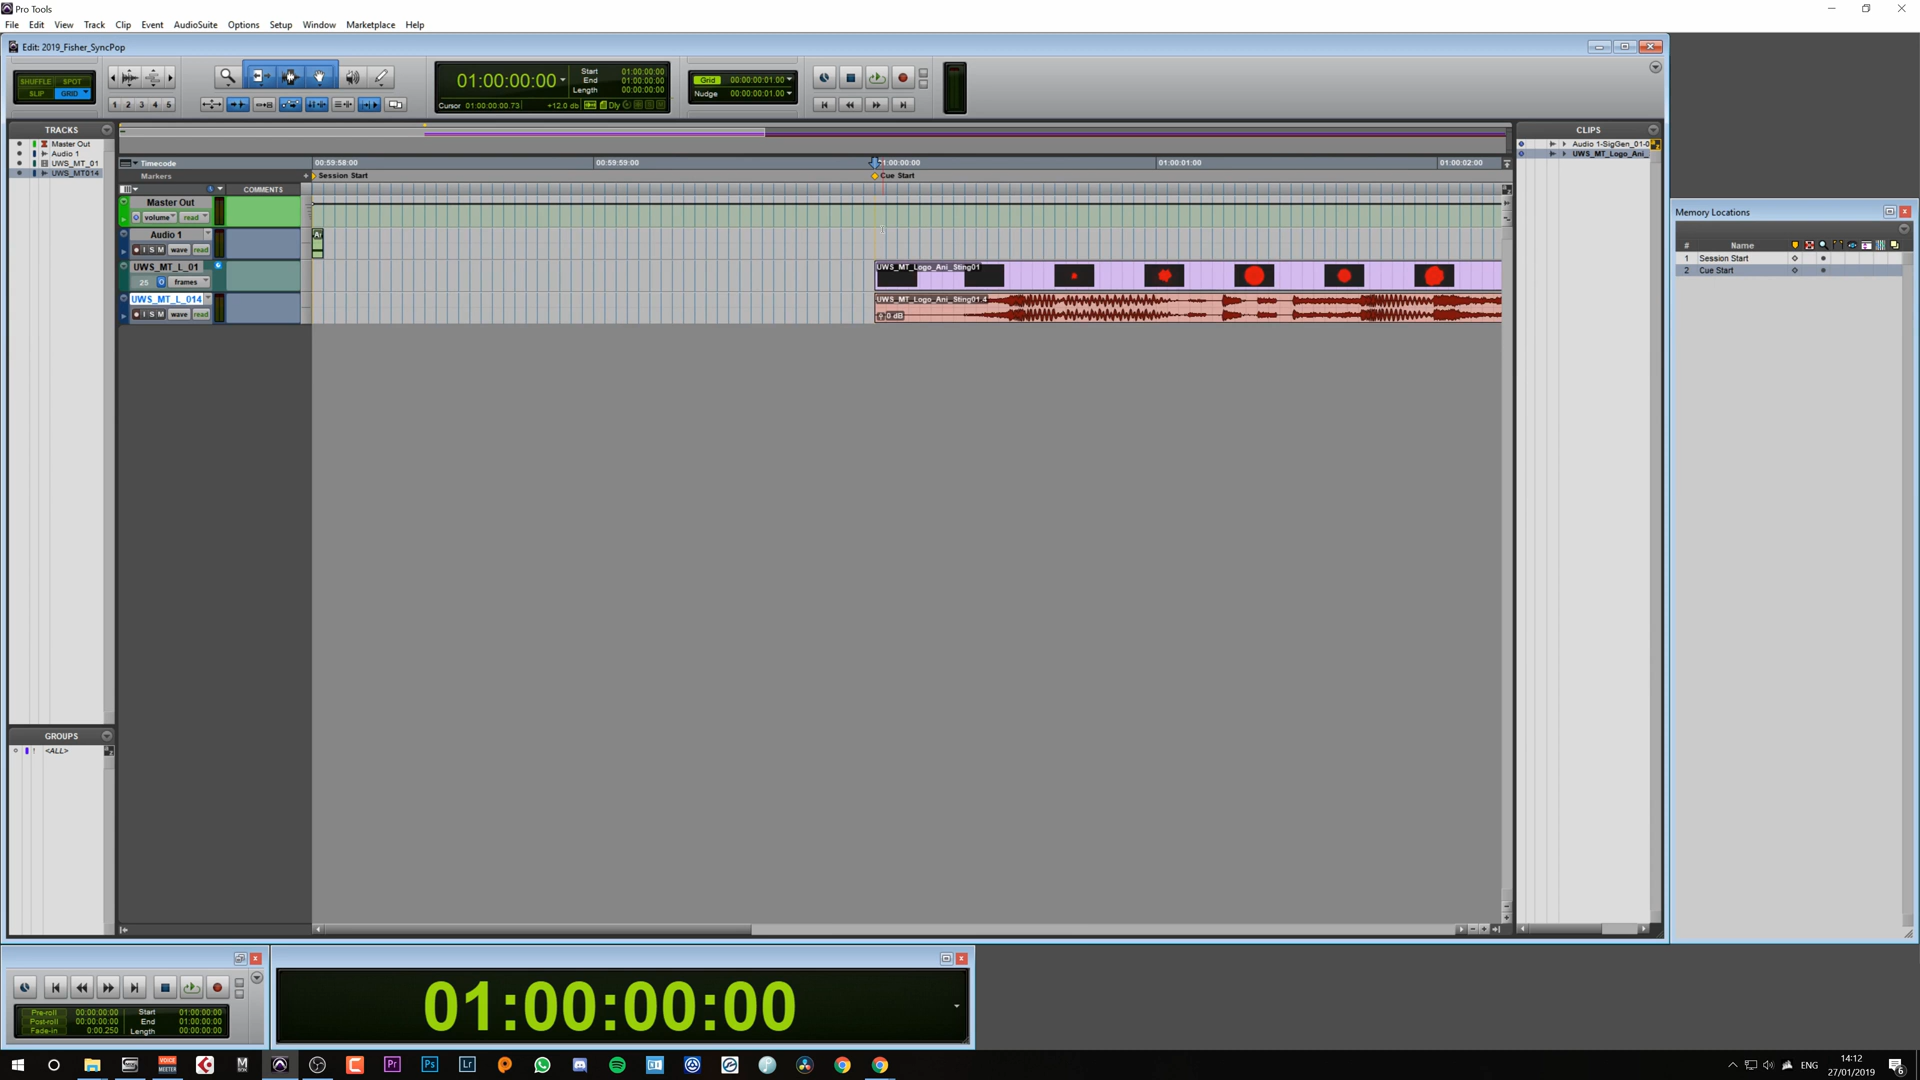 Pro Tools
File Edit View Track Clip Event AudioSuite Options Setup Window Marketplace Help
Edit: 2019_Fisher_SyncPop
SHUFFLE SPOT
SLIP GRID
1 2 3 4 5
01:00:00:00
Start 01:00:00:00
End 01:00:00:00
Length 00:00:00:00
Cursor 01:00:00:00.73 +12.0 db Dly
Grid 00:00:00:01.00
Nudge 00:00:00:01.00
TRACKS
Master Out
Audio 1
UWS_MT_01
UWS_MT014
Timecode 00:59:58:00 00:59:59:00 1:00:00:00 01:00:01:00 01:00:02:00
Markers Session Start Cue Start
COMMENTS
Master Out
volume read
Audio 1
I S M wave read
UWS_MT_L_01
25 frames
UWS_MT_L_014
I S M wave read
UWS_MT_Logo_Ani_Sting01
UWS_MT_Logo_Ani_Sting01.4
0 dB
CLIPS
Audio 1-SigGen_01-0
UWS_MT_Logo_Ani_
Memory Locations
# Name
1 Session Start
2 Cue Start
GROUPS
<ALL>
Pre-roll 00:00:00:00
Post-roll 00:00:00:00
Fade-in 0:00.250
Start 01:00:00:00
End 01:00:00:00
Length 00:00:00:00
01:00:00:00
VOICE MEETER
Pr Ps Lr
ENG
14:12
27/01/2019
6